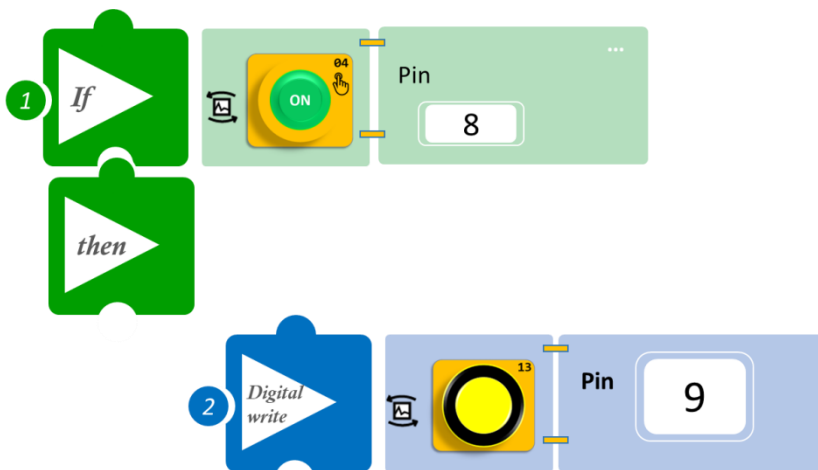 04
1
If
ON
Pin
...
8
then
13
2
Digital
write
Pin
9